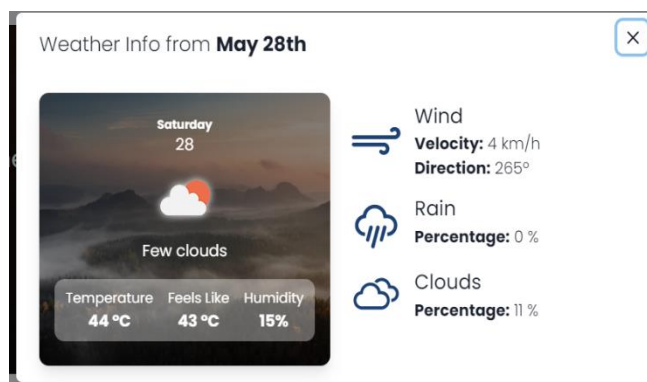 Weather Info from May 28th
Saturday
28
Few clouds
Temperature Feels Like Humidity
44 ºC 43 ºC 15%
Wind
Velocity: 4 km/h
Direction: 265º
Rain
Percentage: 0 %
Clouds
Percentage: 11 %